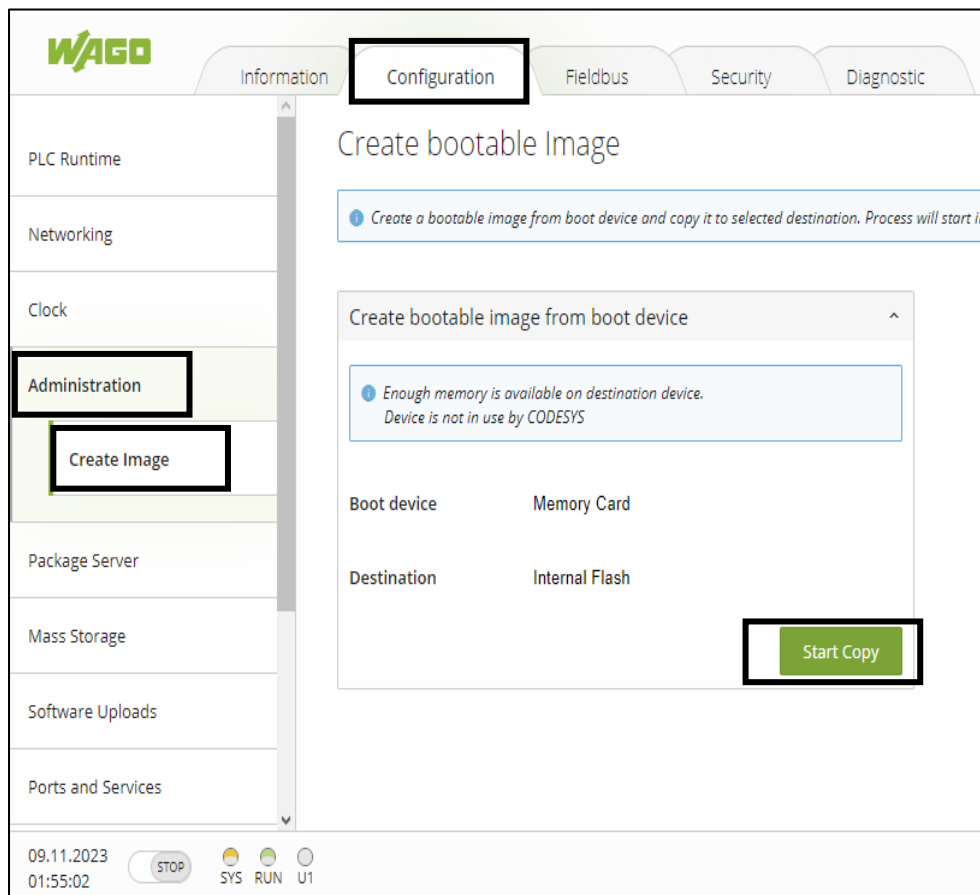 WAGO
Information
Configuration
Fieldbus
Security
Diagnostic
PLC Runtime
Networking
Clock
Administration
Create Image
Package Server
Mass Storage
Software Uploads
Ports and Services
Create bootable Image
Create a bootable image from boot device and copy it to selected destination. Process will start
Create bootable image from boot device
Enough memory is available on destination device.
Device is not in use by CODESYS
Boot device Memory Card
Destination Internal Flash
Start Copy
09.11.2023
01:55:02
STOP
SYS RUN U1